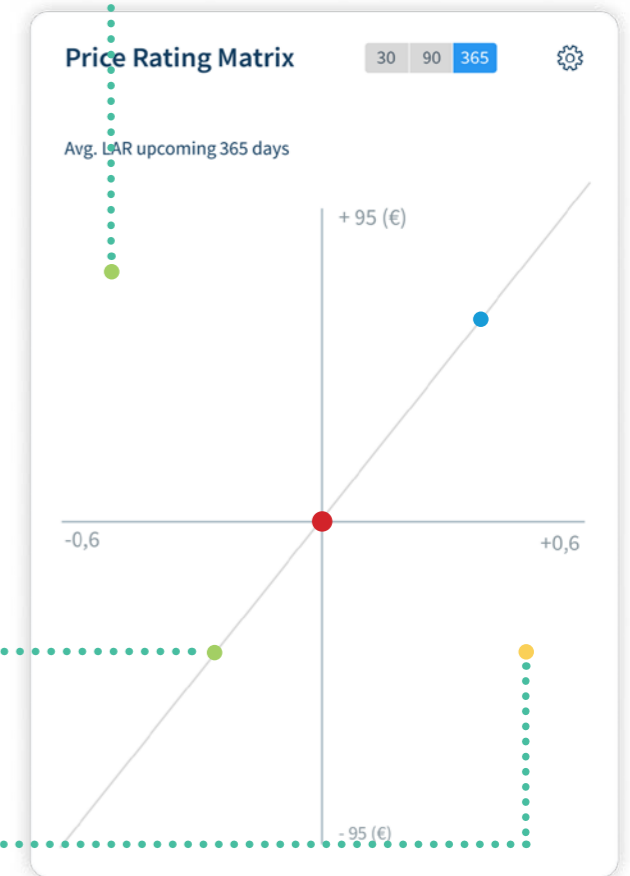 Price Rating Matrix
30 90 365
Avg. LAR upcoming 365 days
+ 95 (€)
-0,6
+0,6
- 95 (€)